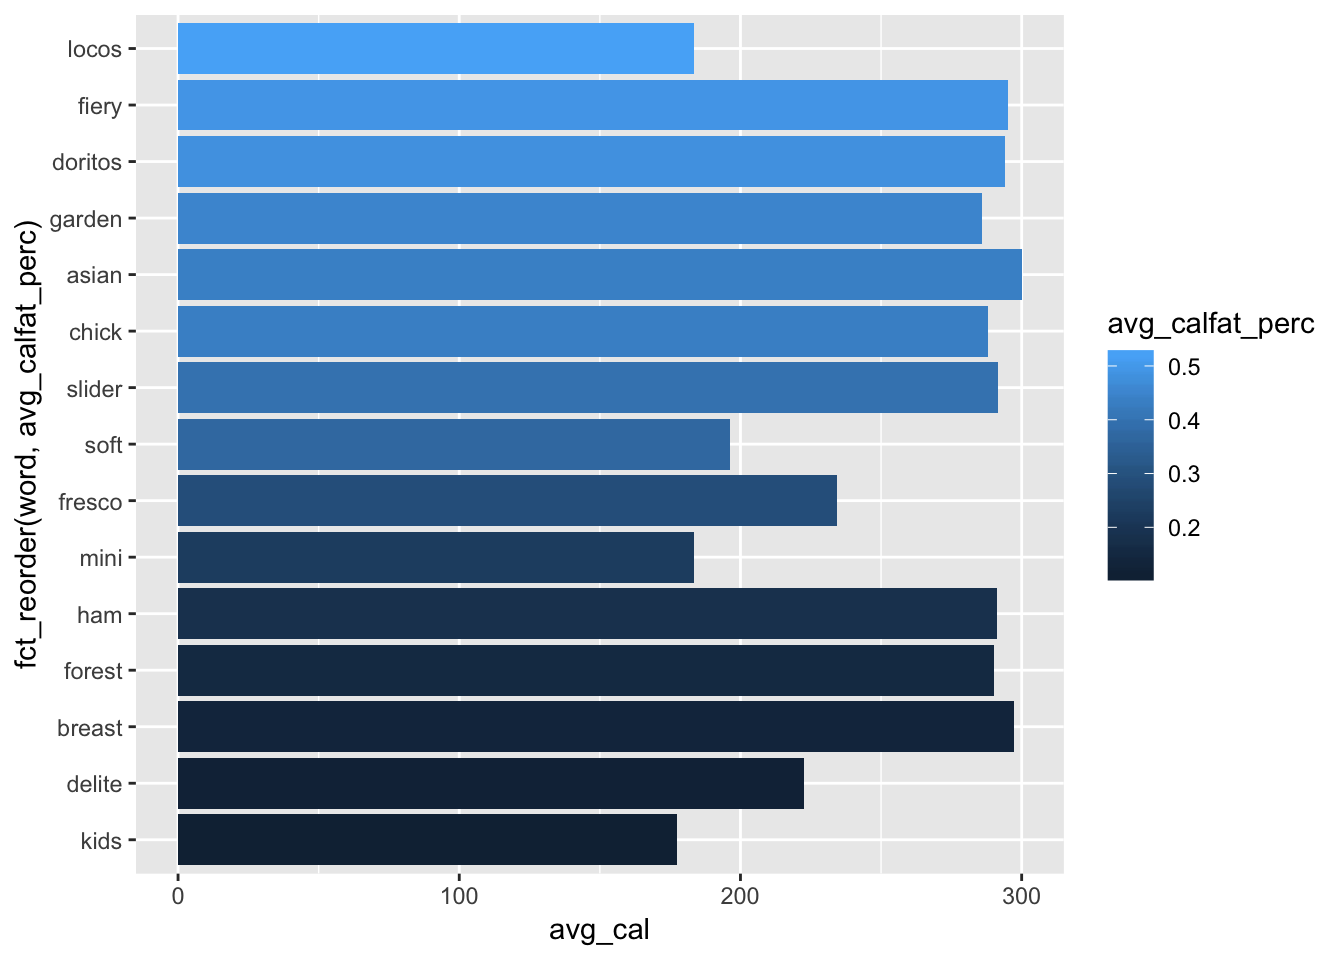 locos
fiery
doritos
garden
asian
chick
slider
soft
fresco
mini
ham
forest
breast
delite
kids
fct_reorder(word, avg_calfat_perc)
0 100 200 300
avg_cal
avg_calfat_perc
0.5
0.4
0.3
0.2